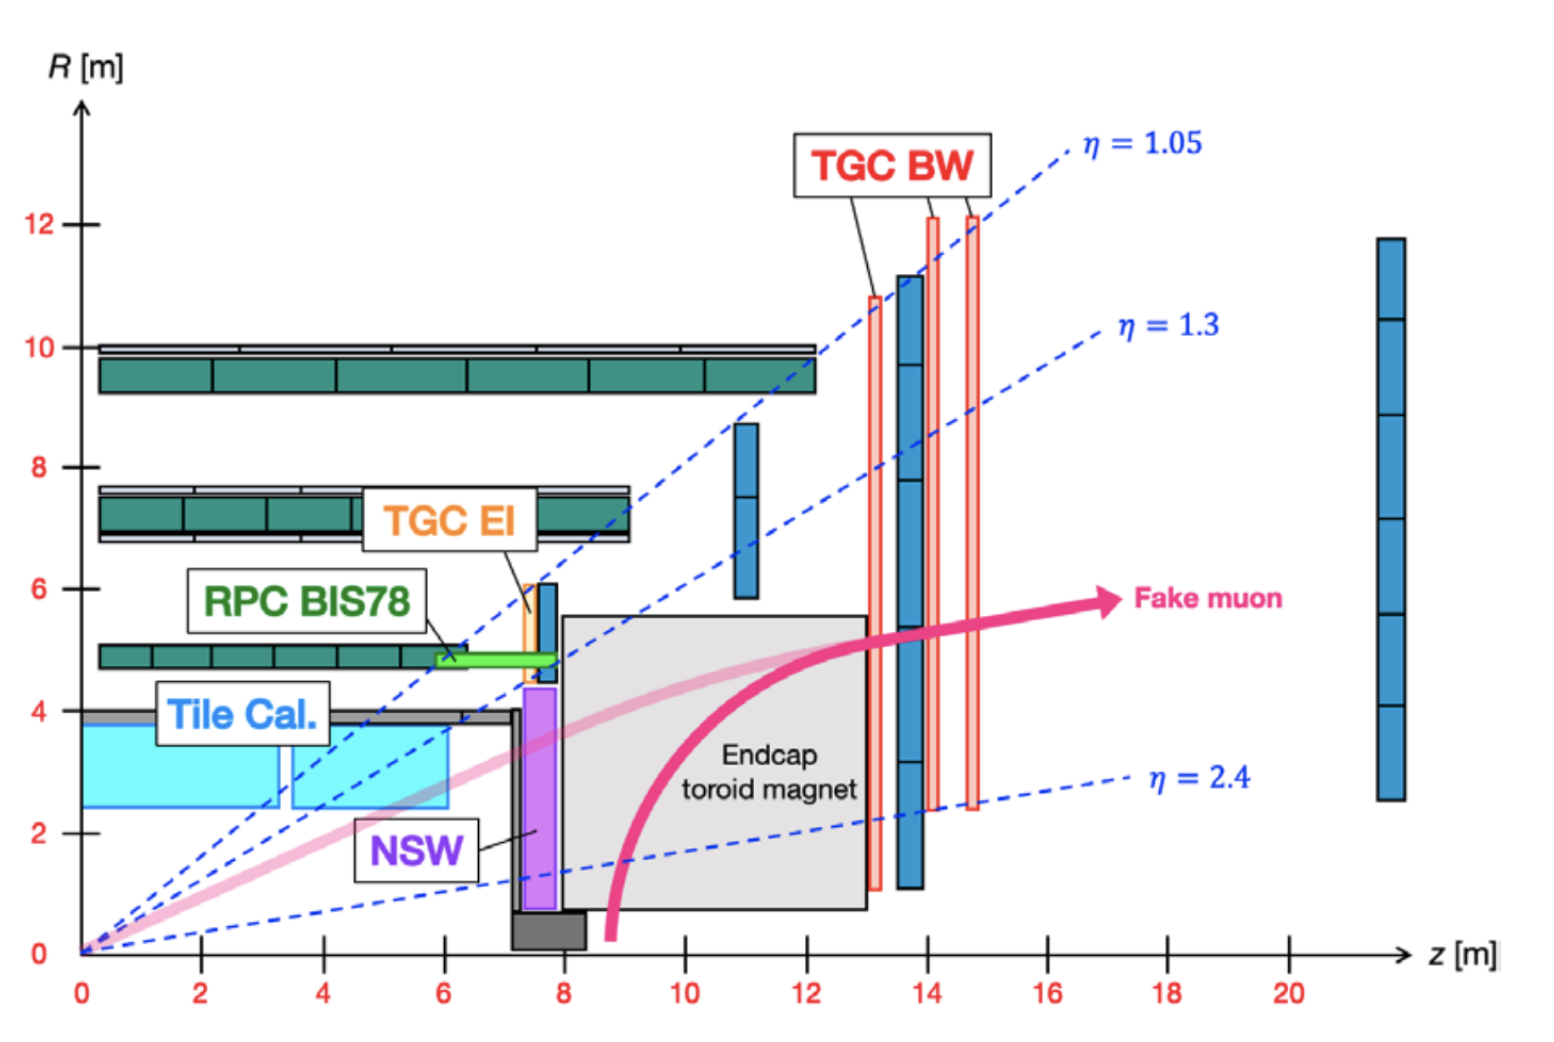 R [m]
η = 1.05
TGC BW
12
η = 1.3
10
8
TGC EI
6
RPC BIS78
Fake muon
4
Tile Cal.
Endcap
toroid magnet
η = 2.4
NSW
2
0
z [m]
0 2 4 6 8 10 12 14 16 18 20